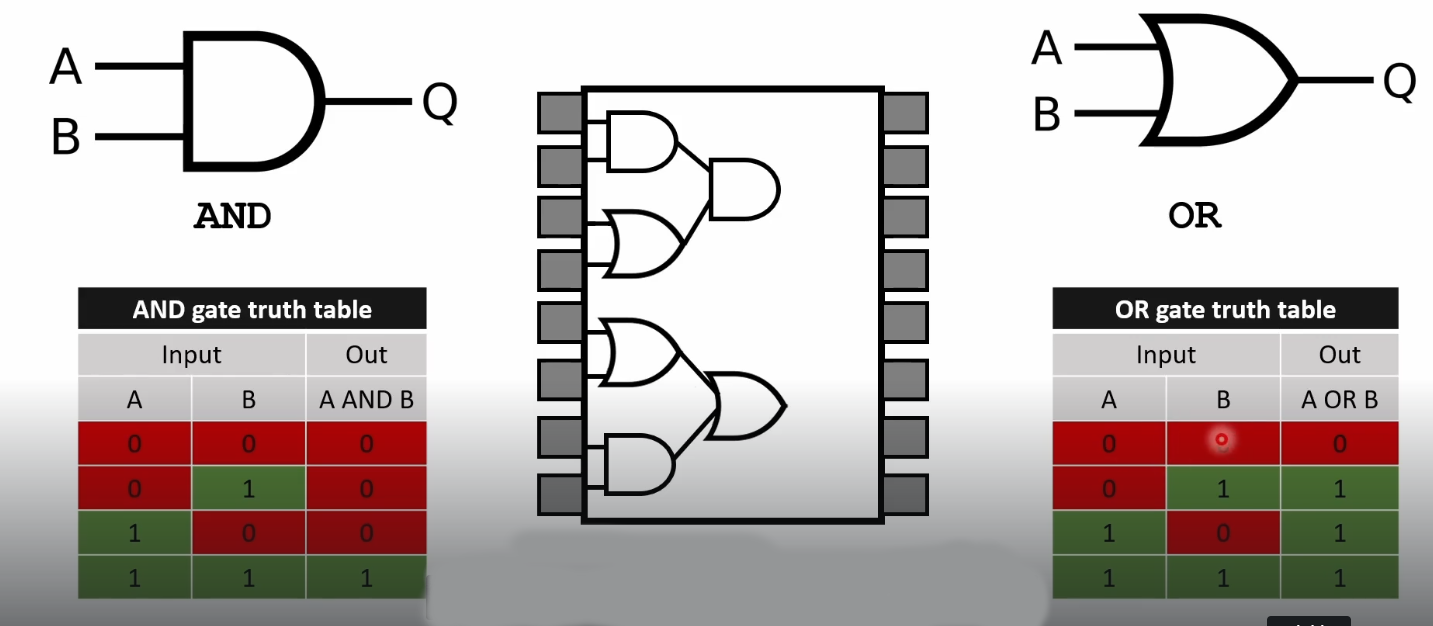 A
B
Q
AND
AND gate truth table
Input Out
A B A AND B
0 0 0
0 1 0
1 0 0
1 1 1
A
B
Q
OR
OR gate truth table
Input Out
A B A OR B
0 0
0 1 1
1 0 1
1 1 1